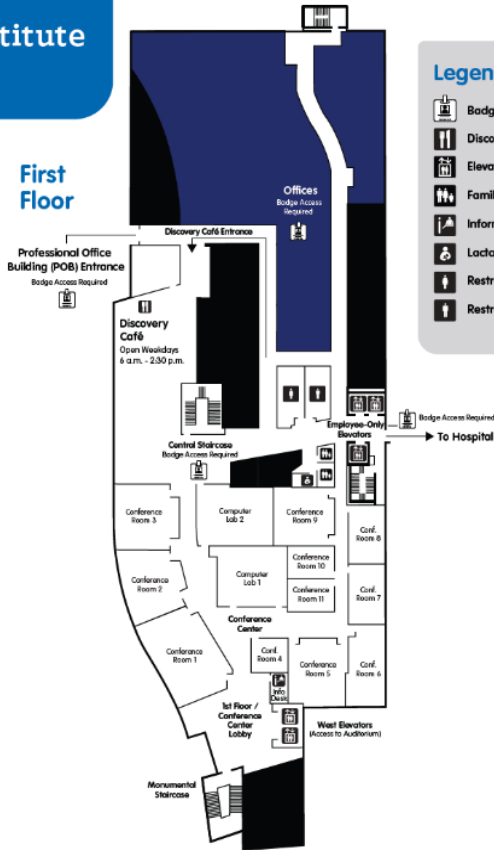 titute
First
Floor
Legen
Badg
Disco
Eleva
Famil
Infor
Lacta
Restr
Restr
Offices
Badge Access
Required
Discovery Café Entrance
Professional Office
Building (POB) Entrance
Badge Access Required
Discovery
Café
Open Weekdays
6 a.m. - 2:30 p.m.
Badge Access Required
Employee-Only
Elevators
To Hospital
Central Staircase
Badge Access Required
Conference
Room 3
Computer
Lab 2
Conference
Room 9
Conf.
Room 8
Conference
Room 10
Conference
Room 2
Computer
Lab 1
Conference
Room 11
Conf.
Room 7
Conference
Center
Conference
Room 1
Conf.
Room 4
Conference
Room 5
Conf.
Room 6
Info
Desk
1st Floor /
Conference
Center
Lobby
West Elevators
(Access to Auditorium)
Monumental
Staircase